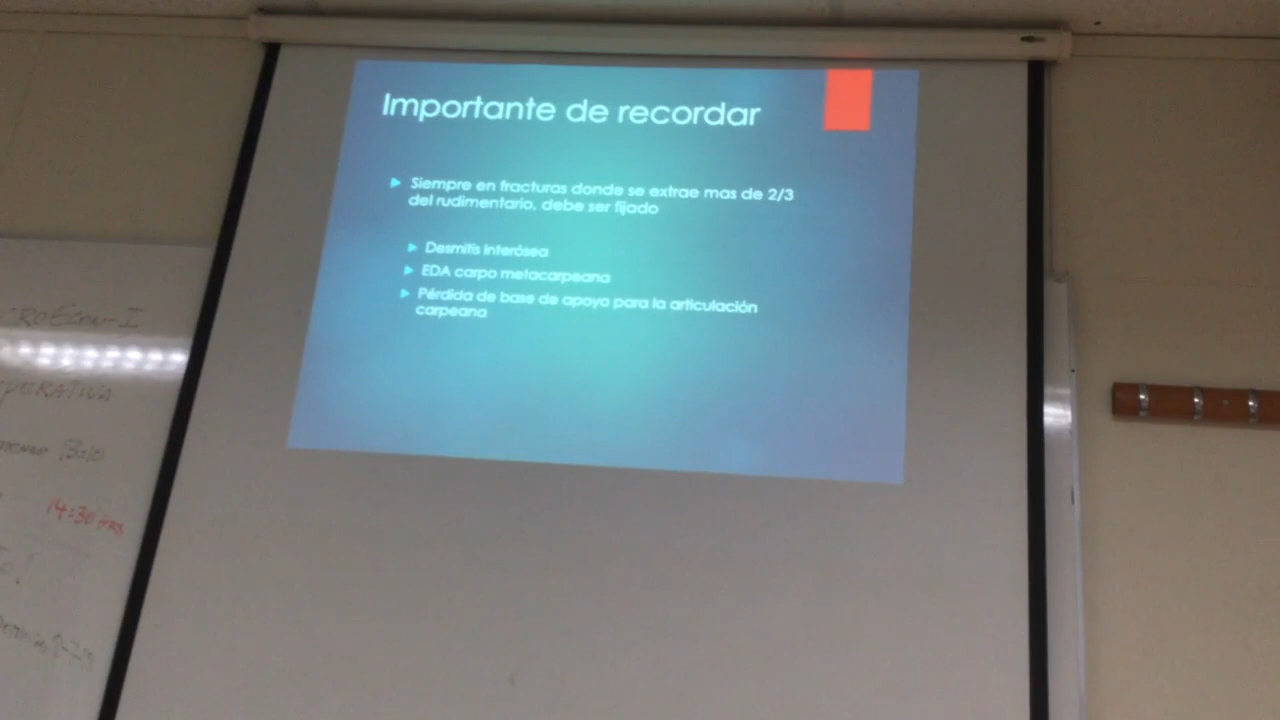 Importante de recordar
Siempre en fracturas donde se extrae mas de 2/3
del rudimentario, debe ser fijado
Desmitis interósea
EDA carpo metacarpeana
Pérdida de base de apoyo para la articulación
carpeana
14:30 HRS